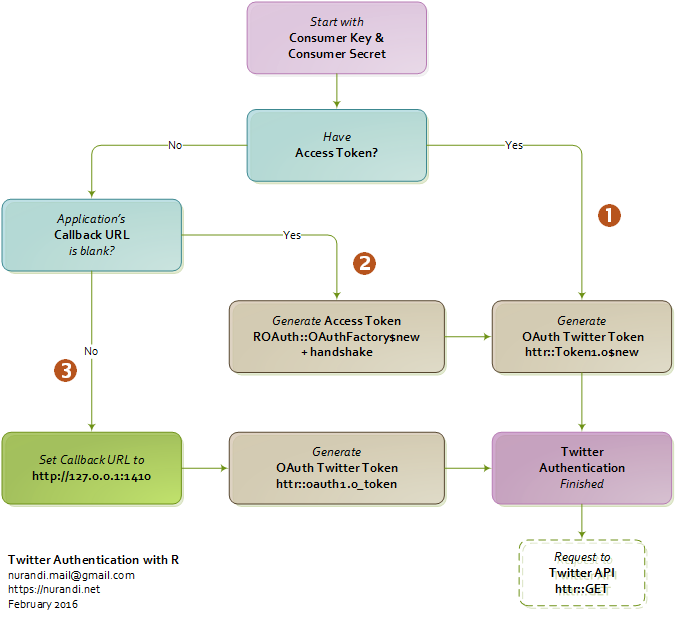 Start with
Consumer Key &
Consumer Secret
Have
Access Token?
No
Yes
1
Application's
Callback URL
is blank?
Yes
2
Generate Access Token
ROAuth::OAuthFactory$new
+ handshake
Generate
OAuth Twitter Token
httr::Token1.0$new
No
3
Set Callback URL to
http://127.0.0.1:1410
Generate
OAuth Twitter Token
httr::oauth1.0_token
Twitter
Authentication
Finished
Request to
Twitter API
httr::GET
Twitter Authentication with R
nurandi.mail@gmail.com
https://nurandi.net
February 2016